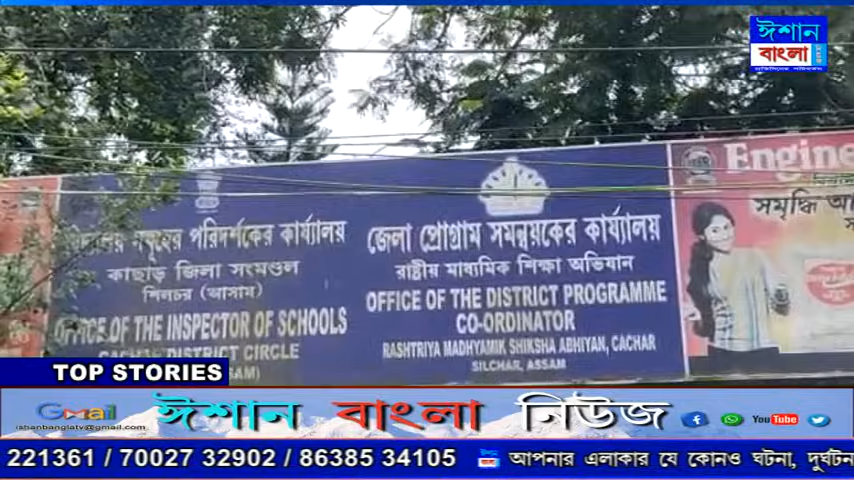 ঈশান
বাংলা
পরিদর্শকের কার্য্যালয়
কাছাড় জিলা সংমণ্ডল
শিলচর (আসাম)
OFFICE OF THE INSPECTOR OF SCHOOLS
CACHAR DISTRICT CIRCLE
জেলা প্রোগ্রাম সমন্বয়কের কার্য্যালয়
রাষ্ট্রীয় মাধ্যমিক শিক্ষা অভিযান
OFFICE OF THE DISTRICT PROGRAMME
CO-ORDINATOR
RASHTRIYA MADHYAMIK SHIKSHA ABHIYAN, CACHAR
SILCHAR, ASSAM
Engine
সমৃদ্ধি
TOP STORIES
Gmail
ishanbanglatv@gmail.com
ঈশান বাংলা নিউজ
YouTube
221361 / 70027 32902 / 86385 34105
আপনার এলাকার যে কোনও ঘটনা, দুর্ঘটন